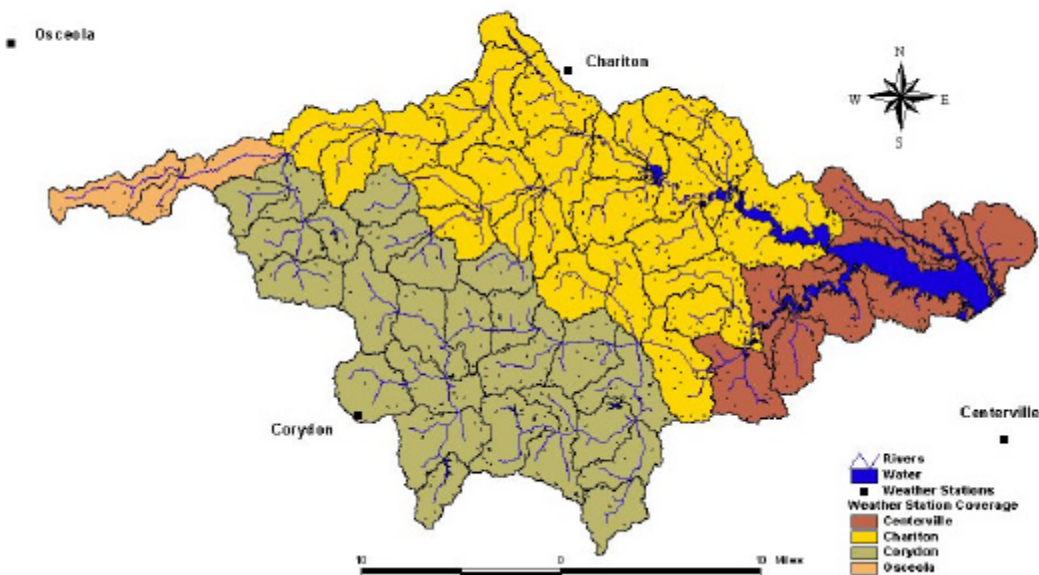 Osceola
Chariton
N
W E
S
Corydon
Centerville
Rivers
Water
Weather Stations
Weather Station Coverage
Centerville
Chariton
Corydon
Osceola
10 0 10 Miles